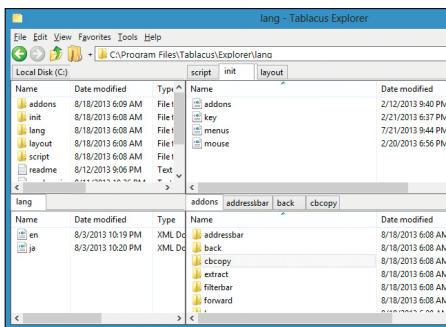 lang - Tablacus Explorer
File Edit View Favorites Tools Help
C:\Program Files\Tablacus\Explorer\lang
Local Disk (C:)
Name Date modified Type
addons 8/18/2013 6:09 AM File f
init 8/18/2013 6:08 AM File f
lang 8/18/2013 6:08 AM File f
layout 8/18/2013 6:08 AM File f
script 8/18/2013 6:08 AM File f
readme 8/12/2013 9:06 PM Text
script init layout
Name Date modified
addons 2/12/2013 9:40 PM
key 2/21/2013 6:37 PM
menus 7/21/2013 9:44 PM
mouse 2/20/2013 6:56 PM
lang
Name Date modified Type
en 8/3/2013 10:19 PM XML Do
ja 8/3/2013 10:20 PM XML Do
addons addressbar back cbcopy
Name Date modified
addressbar 8/18/2013 6:08 AM
back 8/18/2013 6:08 AM
cbcopy 8/18/2013 6:08 AM
extract 8/18/2013 6:08 AM
filterbar 8/18/2013 6:08 AM
forward 8/18/2013 6:08 AM